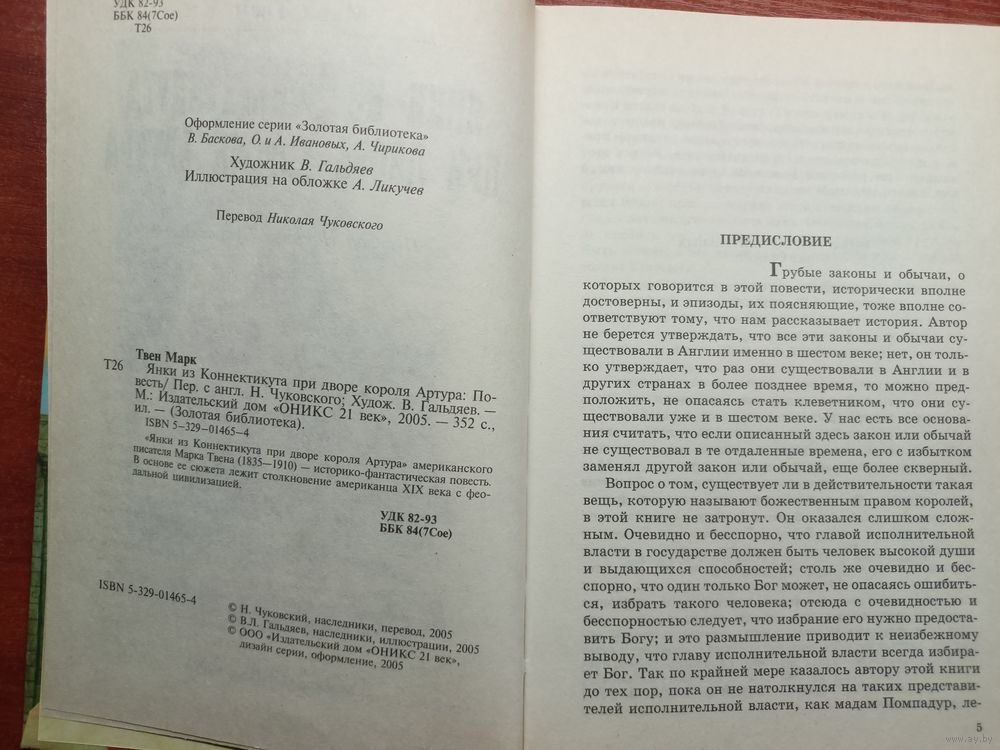 УДК 82-93
ББК 84(7Сое)
Т26
Оформление серии «Золотая библиотека»
В. Баскова, О. и А. Ивановых, А. Чирикова
Художник В. Гальдяев
Иллюстрация на обложке А. Ликучев
Перевод Николая Чуковского
Твен Марк
Т26 Янки из Коннектикута при дворе короля Артура: По-
весть/ Пер. с англ. Н. Чуковского; Худож. В. Гальдяев. —
М.: Издательский дом «ОНИКС 21 век», 2005. — 352 с.,
ил. — (Золотая библиотека).
ISBN 5–329–01465–4
«Янки из Коннектикута при дворе короля Артура» американского
писателя Марка Твена (1835–1910) — историко-фантастическая повесть.
В основе ее сюжета лежит столкновение американца XIX века с фео-
дальной цивилизацией.
УДК 82-93
ББК 84(7Сое)
ISBN 5-329-01465-4
© Н. Чуковский, наследники, перевод, 2005
© В.Л. Гальдяев, наследники, иллюстрации, 2005
© ООО «Издательский дом «ОНИКС 21 век»,
дизайн серии, оформление, 2005
ПРЕДИСЛОВИЕ
Грубые законы и обычаи, о
которых говорится в этой повести, исторически вполне
достоверны, и эпизоды, их поясняющие, тоже вполне со-
ответствуют тому, что нам рассказывает история. Автор
не берется утверждать, что все эти законы и обычаи су-
ществовали в Англии именно в шестом веке; нет, он толь-
ко утверждает, что раз они существовали в Англии и в
других странах в более позднее время, то можно пред-
положить, не опасаясь стать клеветником, что они су-
ществовали уже и в шестом веке. У нас есть все основа-
ния считать, что если описанный здесь закон или обычай
не существовал в те отдаленные времена, его с избытком
заменял другой закон или обычай, еще более скверный.
Вопрос о том, существует ли в действительности такая
вещь, которую называют божественным правом королей,
в этой книге не затронут. Он оказался слишком слож-
ным. Очевидно и бесспорно, что главой исполнительной
власти в государстве должен быть человек высокой души
и выдающихся способностей; столь же очевидно и бес-
спорно, что один только Бог может, не опасаясь ошибить-
ся, избрать такого человека; отсюда с очевидностью и
бесспорностью следует, что избрание его нужно предоста-
вить Богу; и это размышление приводит к неизбежному
выводу, что главу исполнительной власти всегда избира-
ет Бог. Так по крайней мере казалось автору этой книги
до тех пор, пока он не натолкнулся на таких представи-
телей исполнительной власти, как мадам Помпадур, ле-
5
www.ay.by